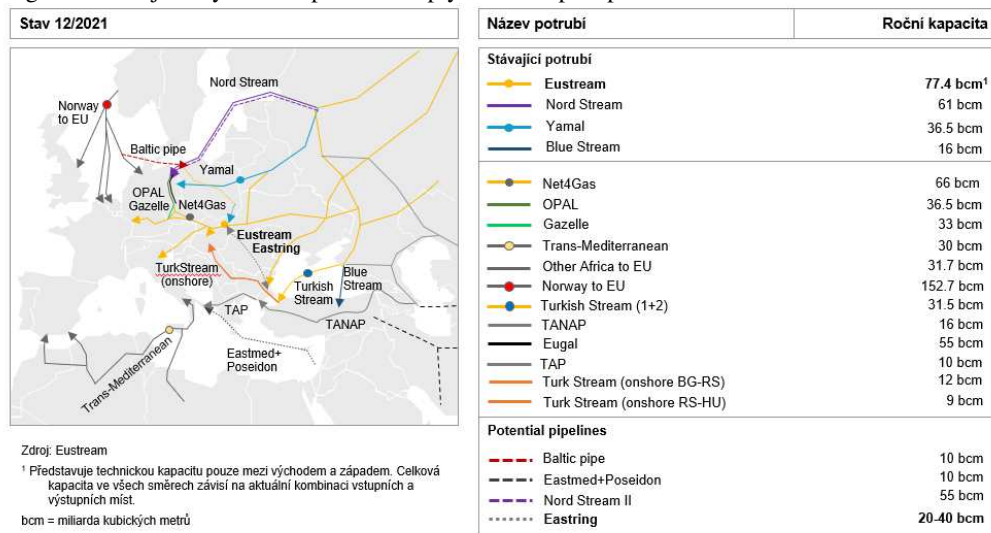 Stav 12/2021
Nord Stream
Norway
to EU
Baltic pipe
Yamal
OPAL
Gazelle
Net4Gas
Eustream
Eastring
TurkStream
(onshore)
Turkish
Stream
Blue
Stream
TAP
TANAP
Eastmed+
Poseidon
Trans-Mediterranean
Zdroj: Eustream
¹ Představuje technickou kapacitu pouze mezi východem a západem. Celková
kapacita ve všech směrech závisí na aktuální kombinaci vstupních a
výstupních míst.
bcm = miliarda kubických metrů
Název potrubí Roční kapacita
Stávající potrubí
Eustream 77.4 bcm¹
Nord Stream 61 bcm
Yamal 36.5 bcm
Blue Stream 16 bcm
Net4Gas 66 bcm
OPAL 36.5 bcm
Gazelle 33 bcm
Trans-Mediterranean 30 bcm
Other Africa to EU 31.7 bcm
Norway to EU 152.7 bcm
Turkish Stream (1+2) 31.5 bcm
TANAP 16 bcm
Eugal 55 bcm
TAP 10 bcm
Turk Stream (onshore BG-RS) 12 bcm
Turk Stream (onshore RS-HU) 9 bcm
Potential pipelines
Baltic pipe 10 bcm
Eastmed+Poseidon 10 bcm
Nord Stream II 55 bcm
Eastring 20-40 bcm